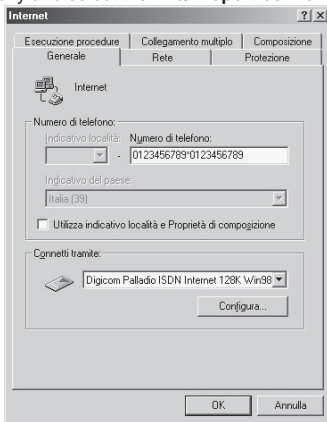 Internet
Esecuzione procedure Collegamento multiplo Composizione
Generale Rete Protezione
Internet
Numero di telefono:
Indicativo località: Numero di telefono:
- 0123456789*0123456789
Indicativo del paese:
Italia (39)
Utilizza indicativo località e Proprietà di composizione
Connetti tramite:
Digicom Palladio ISDN Internet 128K Win98
Configura...
OK Annulla